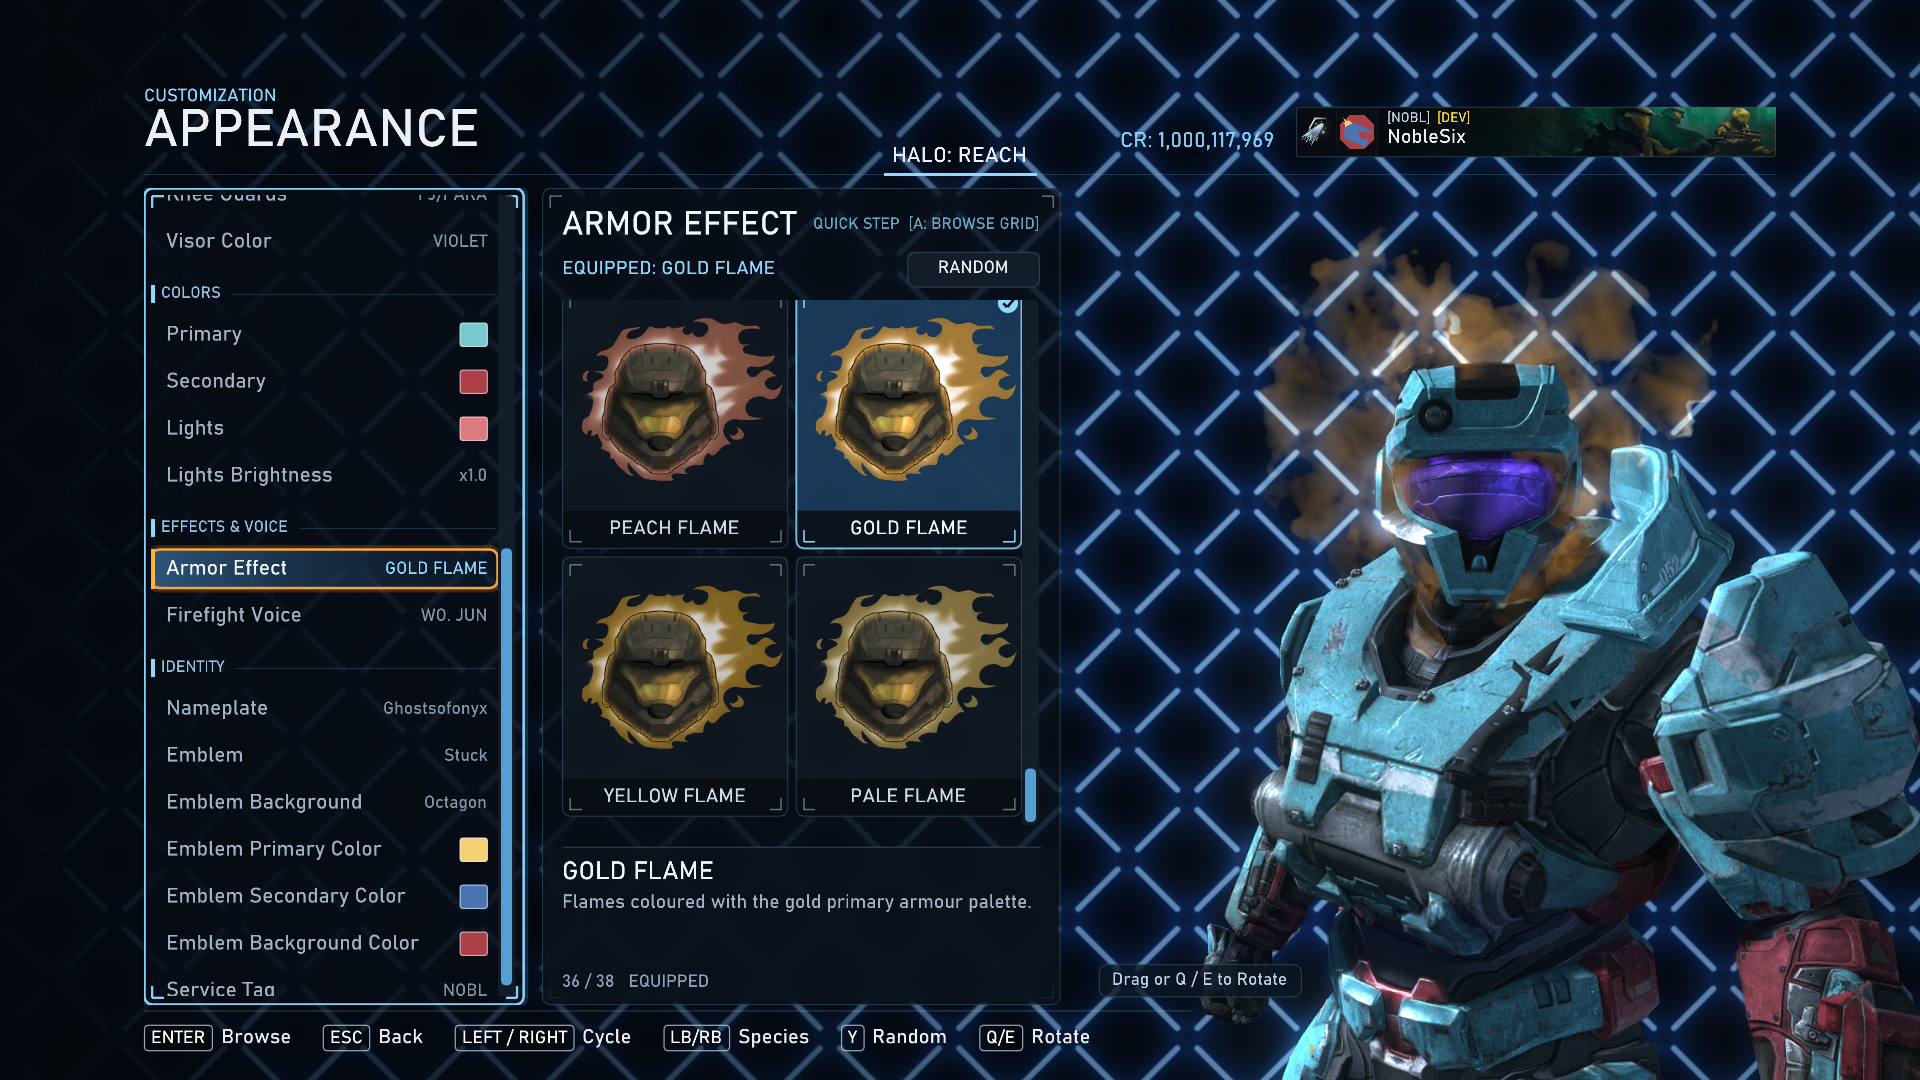 CUSTOMIZATION
APPEARANCE
HALO: REACH
CR: 1,000,117,969
[NOBL] [DEV]
NobleSix
Knee Guards
Visor Color VIOLET
COLORS
Primary
Secondary
Lights
Lights Brightness x1.0
EFFECTS & VOICE
Armor Effect GOLD FLAME
Firefight Voice WO. JUN
IDENTITY
Nameplate Ghostsofonyx
Emblem Stuck
Emblem Background Octagon
Emblem Primary Color
Emblem Secondary Color
Emblem Background Color
Service Tag NOBL
ARMOR EFFECT QUICK STEP [A: BROWSE GRID]
EQUIPPED: GOLD FLAME RANDOM
PEACH FLAME GOLD FLAME
YELLOW FLAME PALE FLAME
GOLD FLAME
Flames coloured with the gold primary armour palette.
36 / 38 EQUIPPED
052
Drag or Q / E to Rotate
ENTER Browse ESC Back LEFT / RIGHT Cycle LB/RB Species Y Random Q/E Rotate